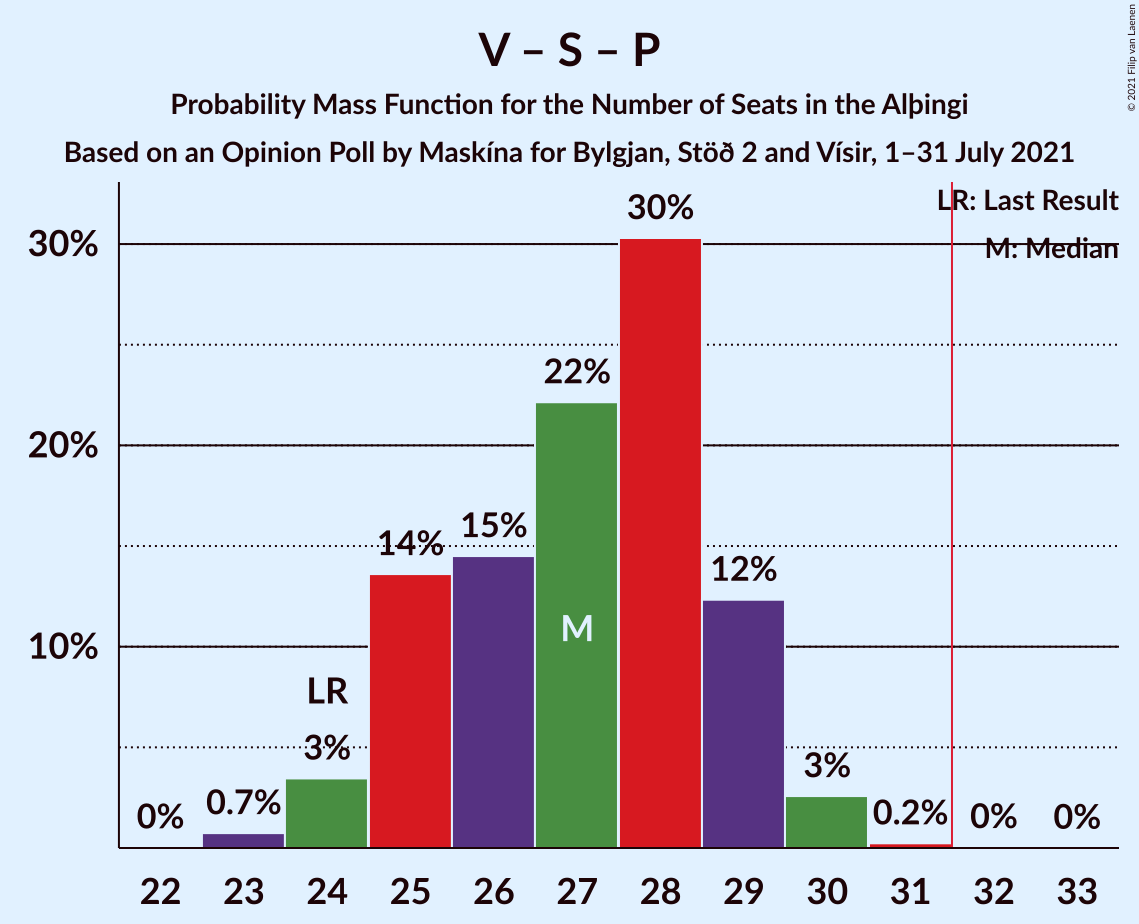 V – S – P
Probability Mass Function for the Number of Seats in the Alþingi
Based on an Opinion Poll by Maskína for Bylgjan, Stöð 2 and Vísir, 1–31 July 2021
© 2021 Filip van Laenen
LR: Last Result
M: Median
30%
20%
10%
0%
0.7%
3%
LR
14%
15%
22%
M
30%
12%
3%
0.2%
0%
0%
22 23 24 25 26 27 28 29 30 31 32 33